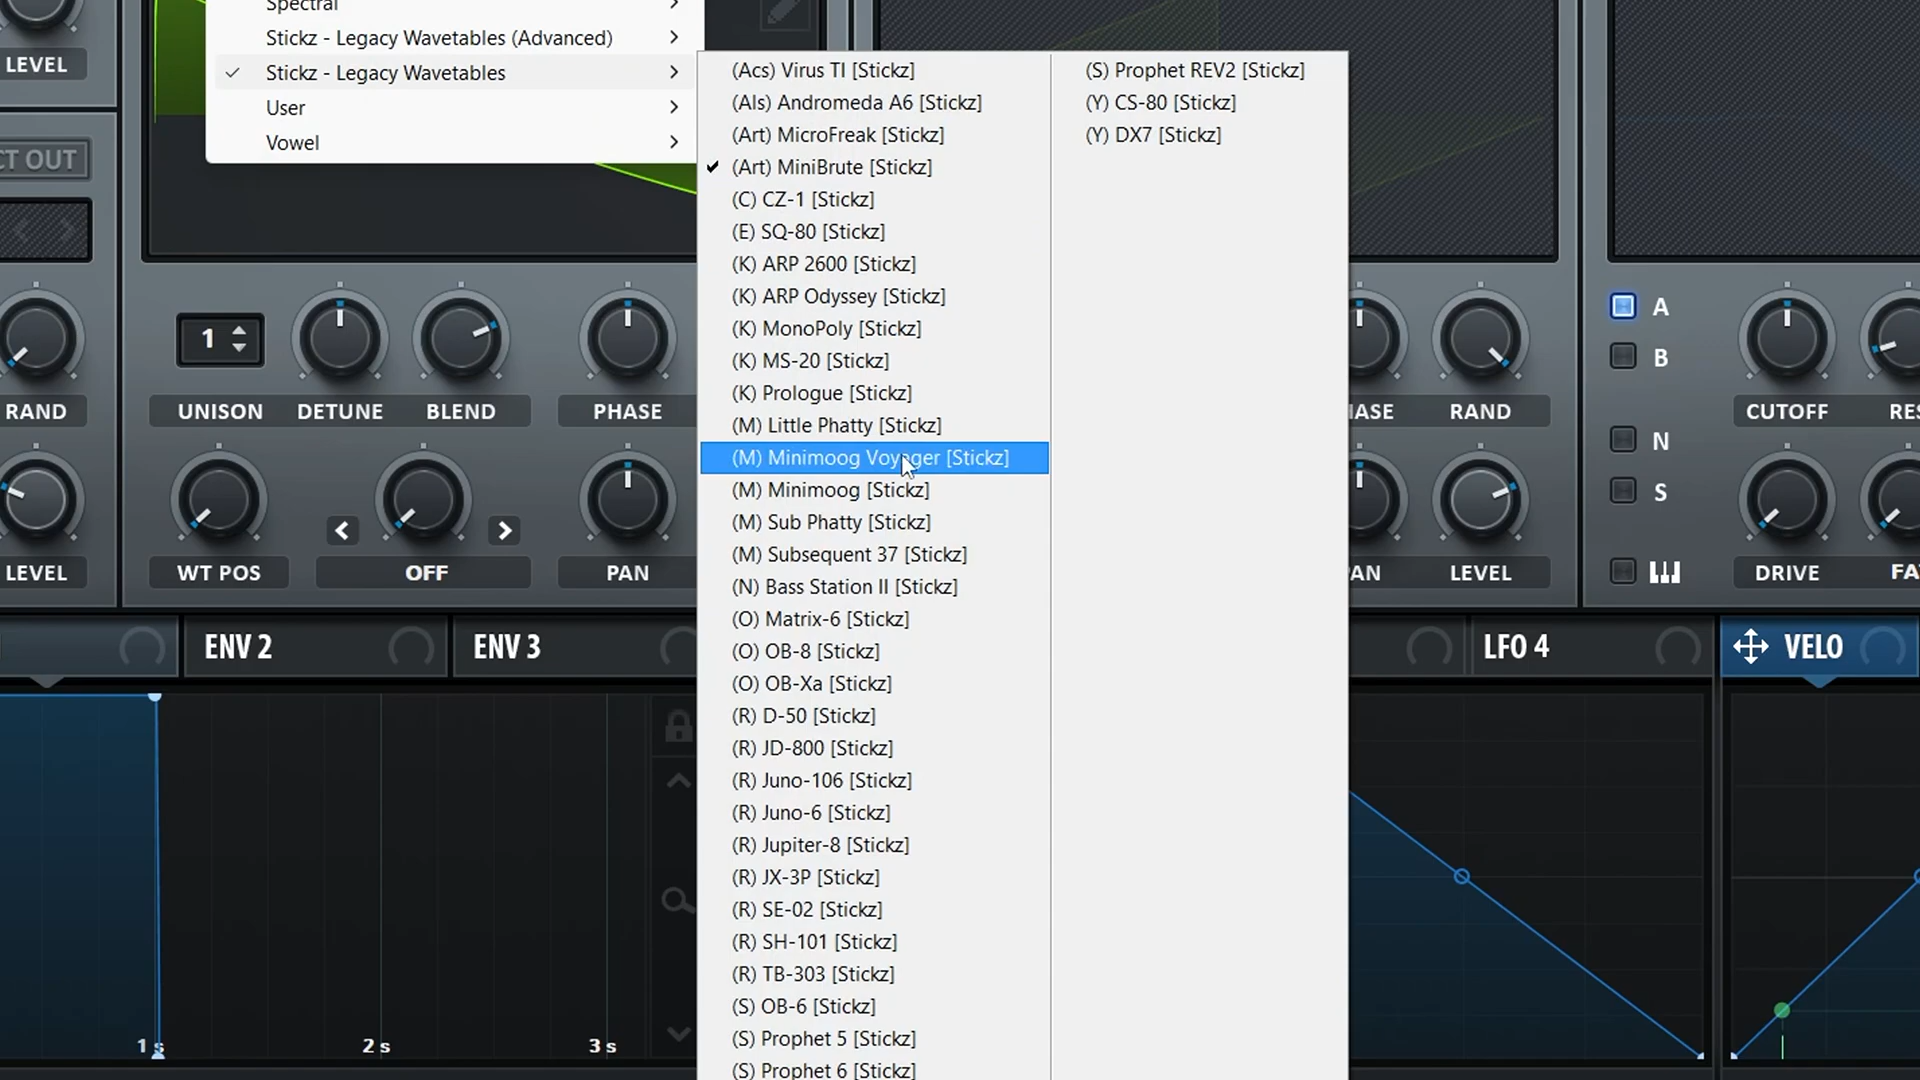 Spectral
Stickz - Legacy Wavetables (Advanced)
Stickz - Legacy Wavetables
User
Vowel
(Acs) Virus TI [Stickz]
(Als) Andromeda A6 [Stickz]
(Art) MicroFreak [Stickz]
(Art) MiniBrute [Stickz]
(C) CZ-1 [Stickz]
(E) SQ-80 [Stickz]
(K) ARP 2600 [Stickz]
(K) ARP Odyssey [Stickz]
(K) MonoPoly [Stickz]
(K) MS-20 [Stickz]
(K) Prologue [Stickz]
(M) Little Phatty [Stickz]
(M) Minimoog Voyager [Stickz]
(M) Minimoog [Stickz]
(M) Sub Phatty [Stickz]
(M) Subsequent 37 [Stickz]
(N) Bass Station II [Stickz]
(O) Matrix-6 [Stickz]
(O) OB-8 [Stickz]
(O) OB-Xa [Stickz]
(R) D-50 [Stickz]
(R) JD-800 [Stickz]
(R) Juno-106 [Stickz]
(R) Juno-6 [Stickz]
(R) Jupiter-8 [Stickz]
(R) JX-3P [Stickz]
(R) SE-02 [Stickz]
(R) SH-101 [Stickz]
(R) TB-303 [Stickz]
(S) OB-6 [Stickz]
(S) Prophet 5 [Stickz]
(S) Prophet 6 [Stickz]
(S) Prophet REV2 [Stickz]
(Y) CS-80 [Stickz]
(Y) DX7 [Stickz]
LEVEL
CT OUT
RAND
LEVEL
1
UNISON DETUNE BLEND PHASE
WT POS OFF PAN
HASE RAND
PAN LEVEL
A
B
N
S
CUTOFF RES
DRIVE FAT
ENV 2 ENV 3 LFO 4 VELO
1 s 2 s 3 s